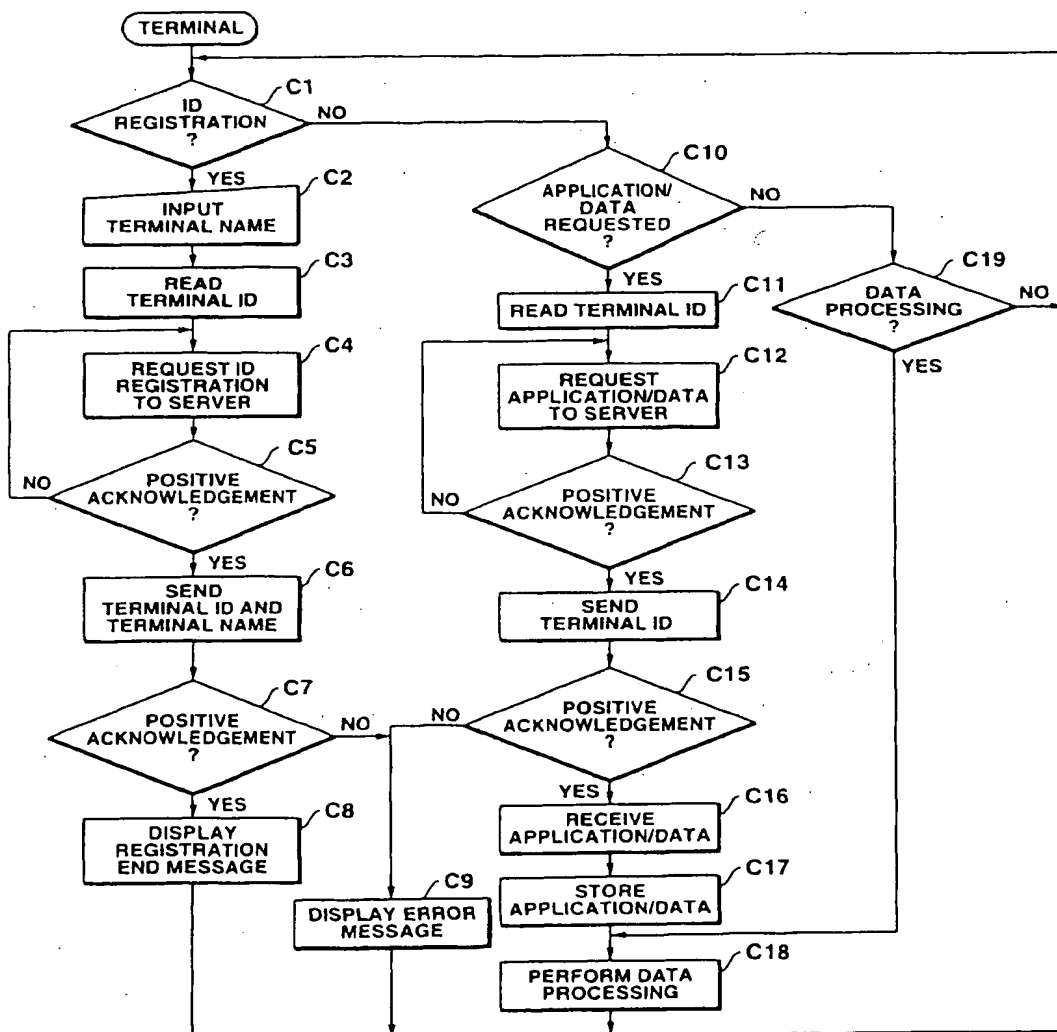 TERMINAL
C1
ID
REGISTRATION
?
NO
YES
C2
INPUT
TERMINAL NAME
C3
READ
TERMINAL ID
C4
REQUEST ID
REGISTRATION
TO SERVER
C5
POSITIVE
ACKNOWLEDGEMENT
?
NO
YES
C6
SEND
TERMINAL ID AND
TERMINAL NAME
C7
POSITIVE
ACKNOWLEDGEMENT
?
NO
YES
C8
DISPLAY
REGISTRATION
END MESSAGE
C9
DISPLAY ERROR
MESSAGE
C10
APPLICATION/
DATA
REQUESTED
?
NO
YES
C11
READ TERMINAL ID
C12
REQUEST
APPLICATION/DATA
TO SERVER
C13
POSITIVE
ACKNOWLEDGEMENT
?
NO
YES
C14
SEND
TERMINAL ID
C15
POSITIVE
ACKNOWLEDGEMENT
?
NO
YES
C16
RECEIVE
APPLICATION/DATA
C17
STORE
APPLICATION/DATA
C18
PERFORM DATA
PROCESSING
C19
DATA
PROCESSING
?
NO
YES